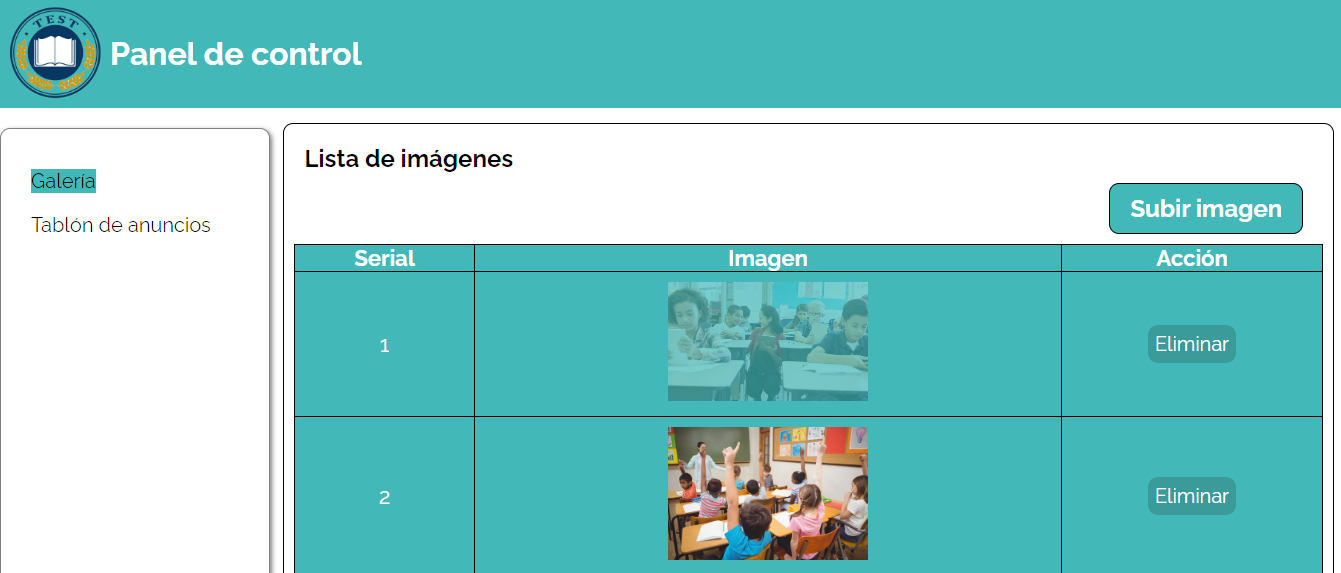 TEST
Panel de control
Galería
Tablón de anuncios
Lista de imágenes
Subir imagen
Serial Imagen Acción
1 Eliminar
2 Eliminar